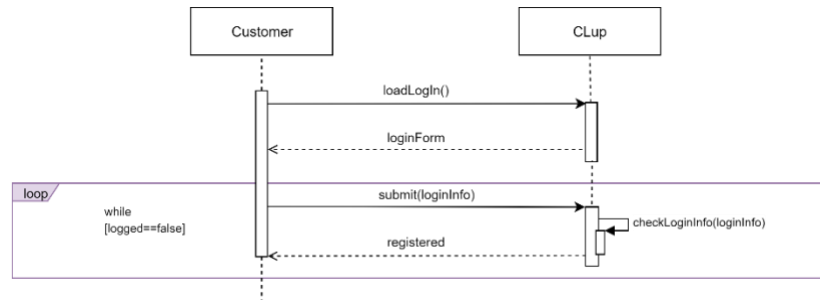 Customer
CLup
loadLogIn()
loginForm
loop
submit(loginInfo)
while
[logged==false]
checkLoginInfo(loginInfo)
registered